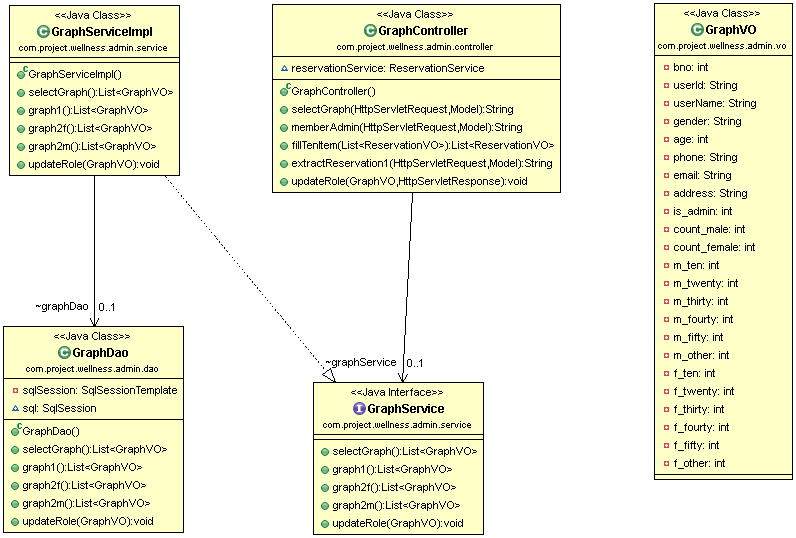 <<Java Class>>
GraphServiceImpl
com.project.wellness.admin.service
GraphServiceImpl()
selectGraph():List<GraphVO>
graph1():List<GraphVO>
graph2f():List<GraphVO>
graph2m():List<GraphVO>
updateRole(GraphVO):void
<<Java Class>>
GraphController
com.project.wellness.admin.controller
reservationService: ReservationService
GraphController()
selectGraph(HttpServletRequest,Model):String
memberAdmin(HttpServletRequest,Model):String
fillTenItem(List<ReservationVO>):List<ReservationVO>
extractReservation1(HttpServletRequest,Model):String
updateRole(GraphVO,HttpServletResponse):void
<<Java Class>>
GraphVO
com.project.wellness.admin.vo
bno: int
userId: String
userName: String
gender: String
age: int
phone: String
email: String
address: String
is_admin: int
count_male: int
count_female: int
m_ten: int
m_twenty: int
m_thirty: int
m_fourty: int
m_fifty: int
m_other: int
f_ten: int
f_twenty: int
f_thirty: int
f_fourty: int
f_fifty: int
f_other: int
~graphDao 0..1
<<Java Class>>
GraphDao
com.project.wellness.admin.dao
sqlSession: SqlSessionTemplate
sql: SqlSession
GraphDao()
selectGraph():List<GraphVO>
graph1():List<GraphVO>
graph2f():List<GraphVO>
graph2m():List<GraphVO>
updateRole(GraphVO):void
~graphService 0..1
<<Java Interface>>
GraphService
com.project.wellness.admin.service
selectGraph():List<GraphVO>
graph1():List<GraphVO>
graph2f():List<GraphVO>
graph2m():List<GraphVO>
updateRole(GraphVO):void